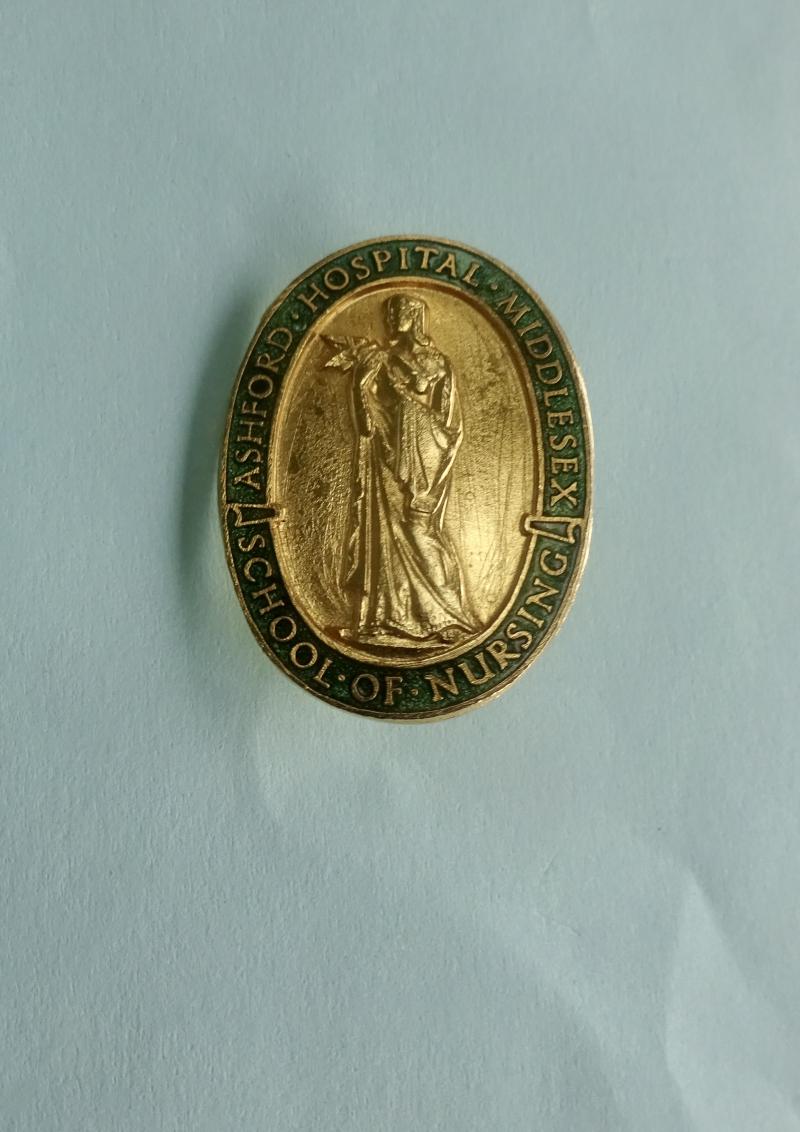 ASHFORD · HOSPITAL · MIDDLESEX
SCHOOL · OF · NURSING